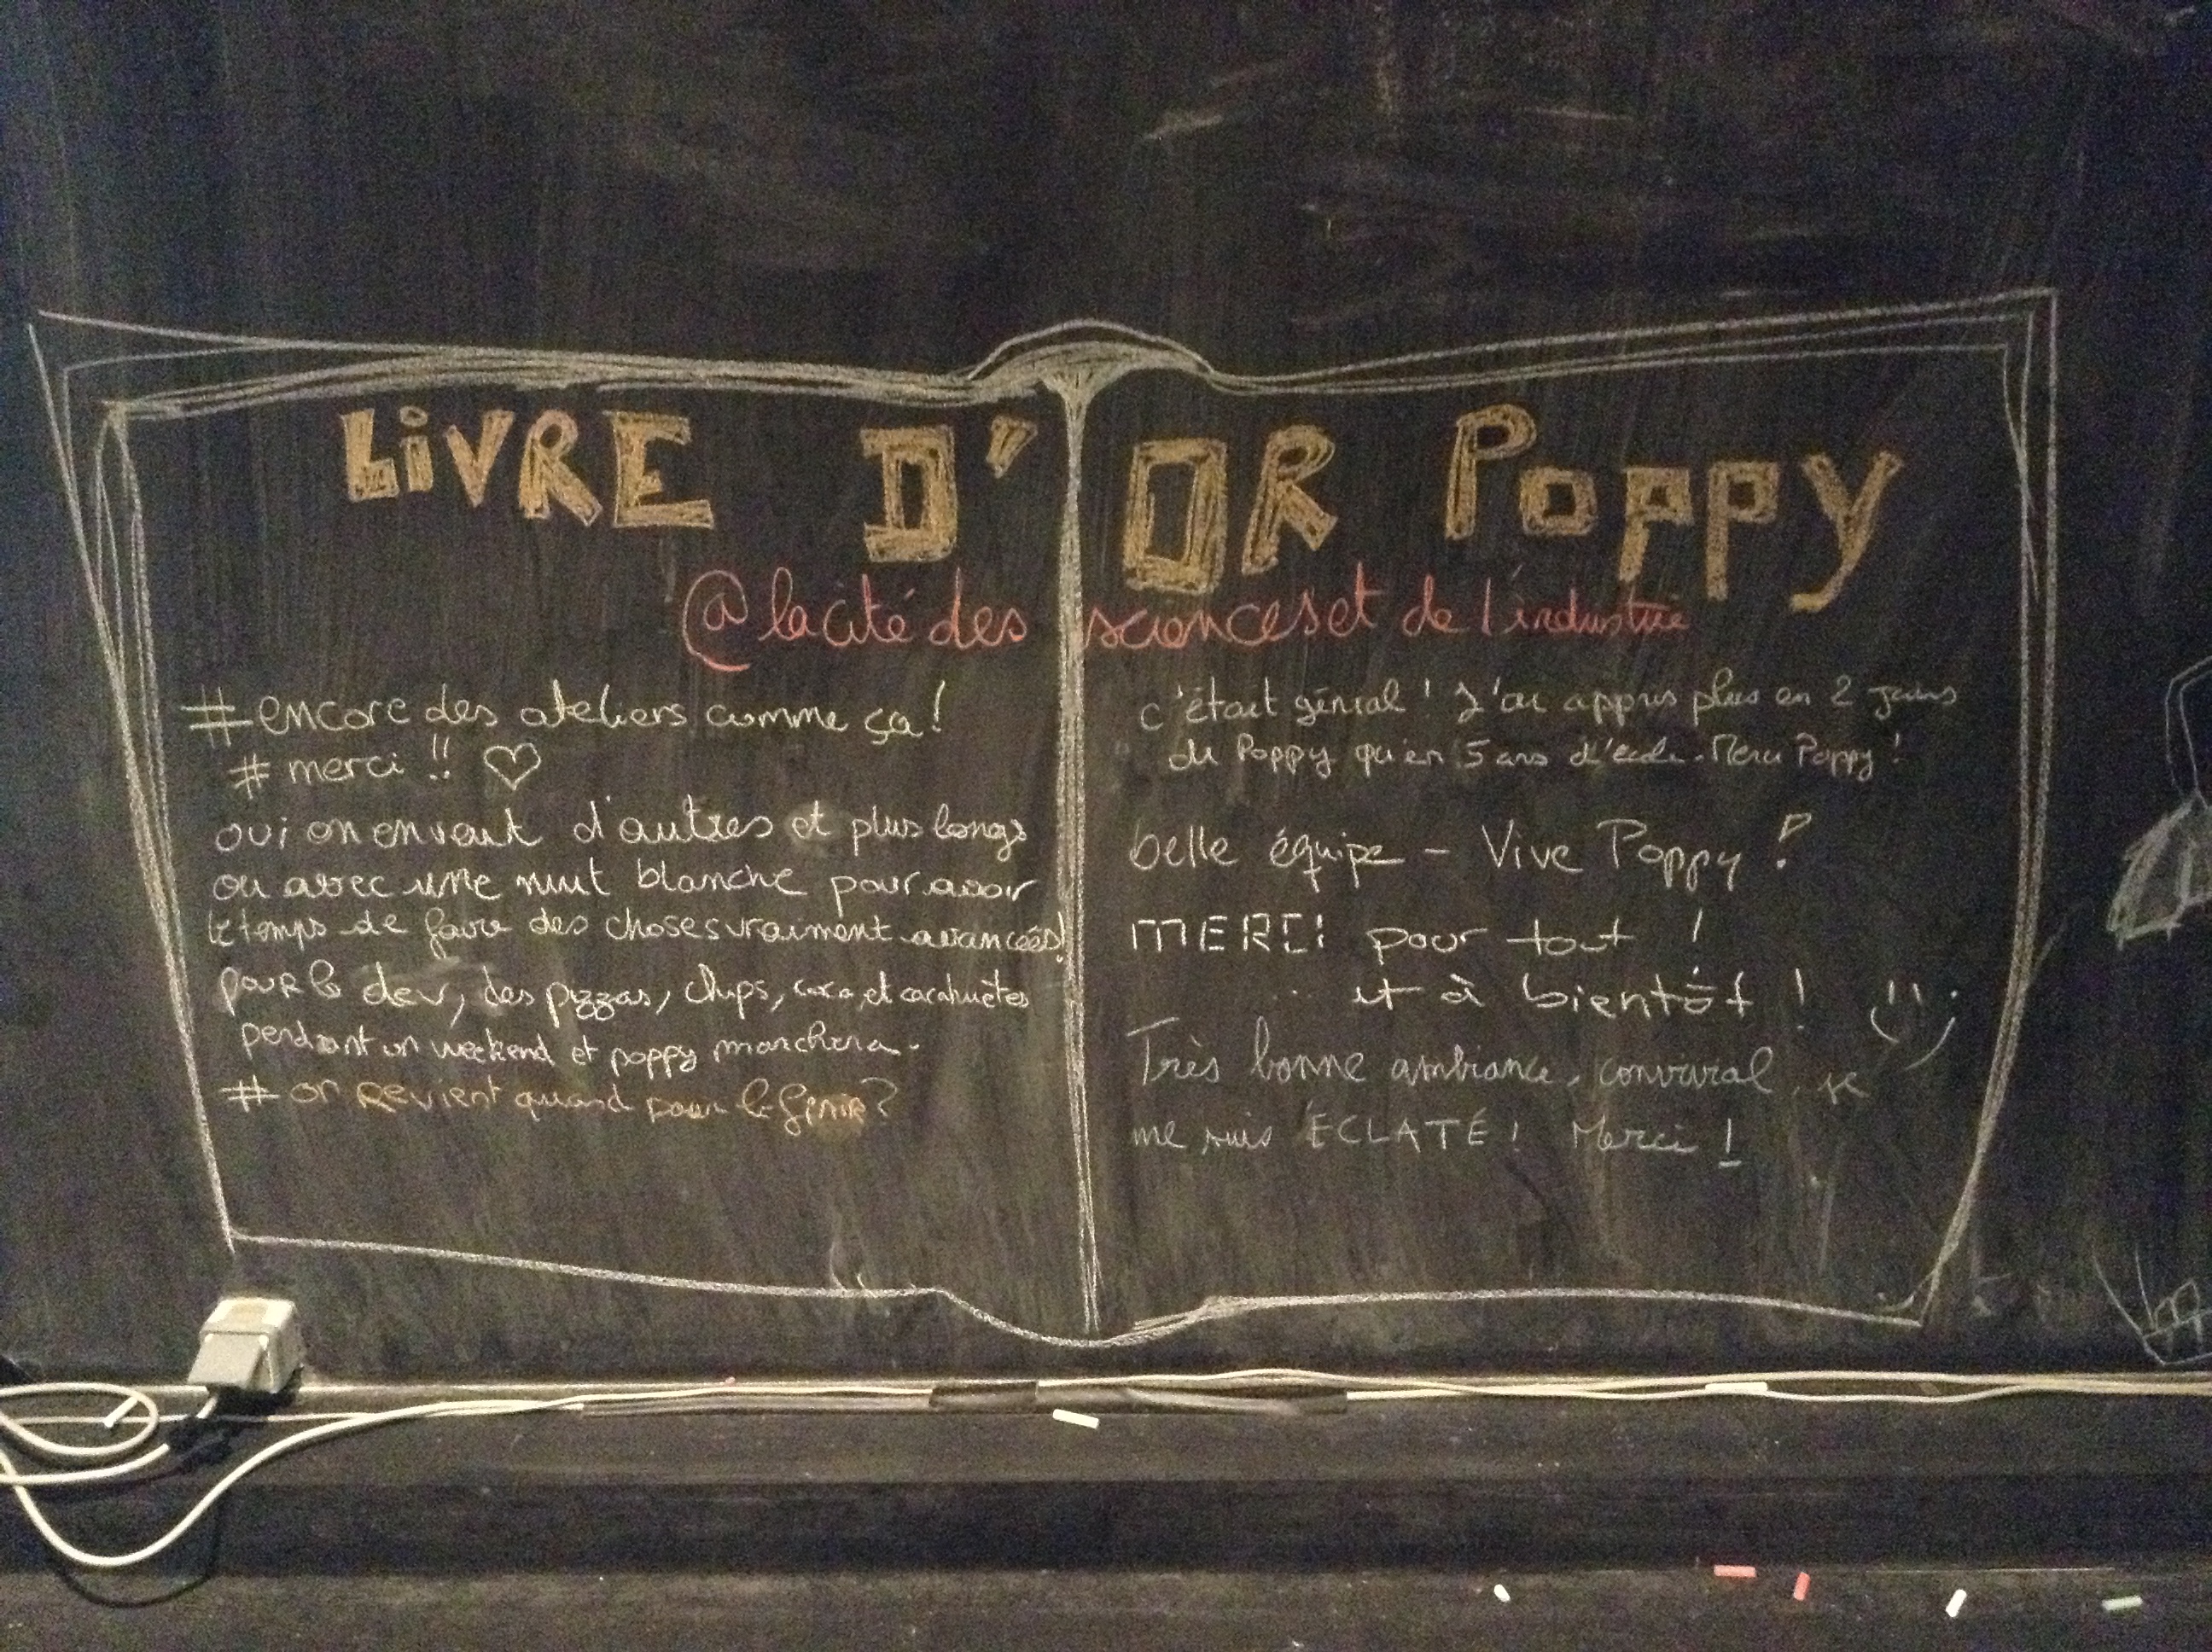 LiVRE D'OR POPPY
@ la cité des sciences et de l'industrie
#encore des ateliers comme ça!
# merci !! ♡
oui on en veut d'autres et plus longs
ou avec une nuit blanche pour avoir
le temps de faire des choses vraiment avancées!
pour le dev, des pizzas, chips, coca, et cacahuètes
pendant un weekend et poppy marchera.
# on revient quand pour le finir?
c'était génial ! J'ai appris plus en 2 jours
de Poppy qu'en 5 ans d'école. Merci Poppy !
belle équipe - Vive Poppy !
MERCI pour tout !
et à bientôt !
Très bonne ambiance, convivial, je
me suis ÉCLATÉ ! Merci !